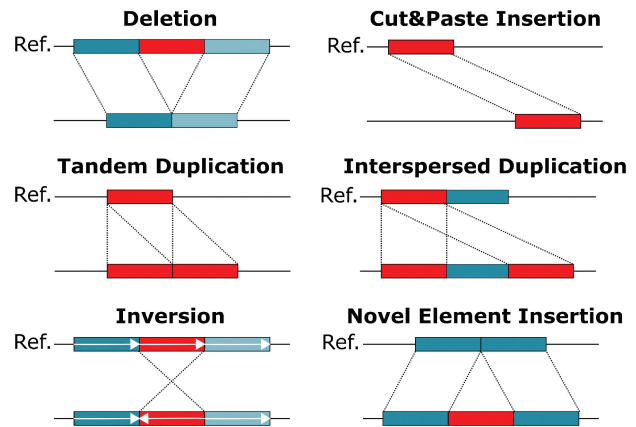 Deletion
Ref.
Cut&Paste Insertion
Ref.
Tandem Duplication
Ref.
Interspersed Duplication
Ref.
Inversion
Ref.
Novel Element Insertion
Ref.